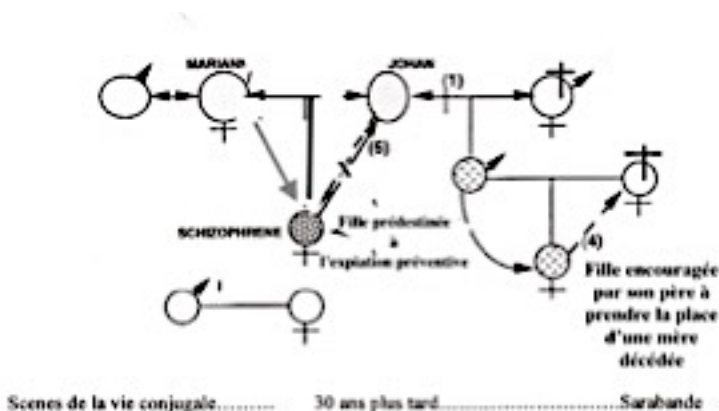 MARIANE
JOHAN
(1)
(5)
SCHIZOPHRENE
Fille prédestinée
à
l'expiation préventive
(4)
Fille encouragée
par son père à
prendre la place
d'une mère
décédée
Scenes de la vie conjugale......... 30 ans plus tard..............................Sarabande